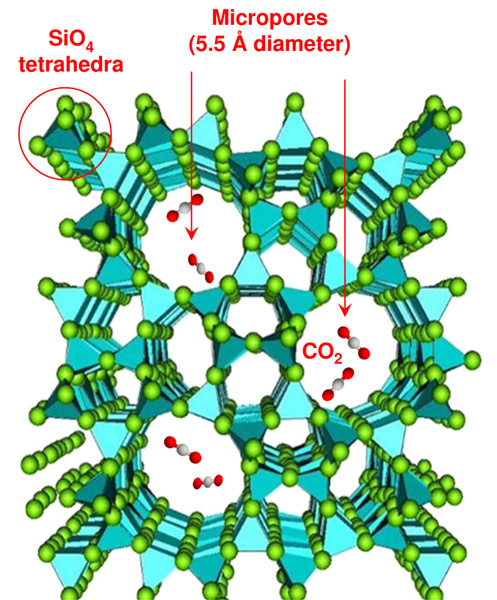 Micropores
(5.5 Å diameter)
SiO₄
tetrahedra
CO₂